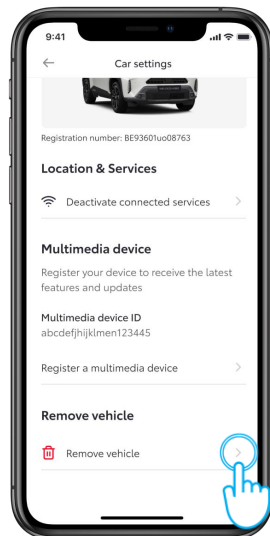 9:41
Car settings
Registration number: BE93601uo08763
Location & Services
Deactivate connected services
Multimedia device
Register your device to receive the latest
features and updates
Multimedia device ID
abcdefjhijklmen123445
Register a multimedia device
Remove vehicle
Remove vehicle